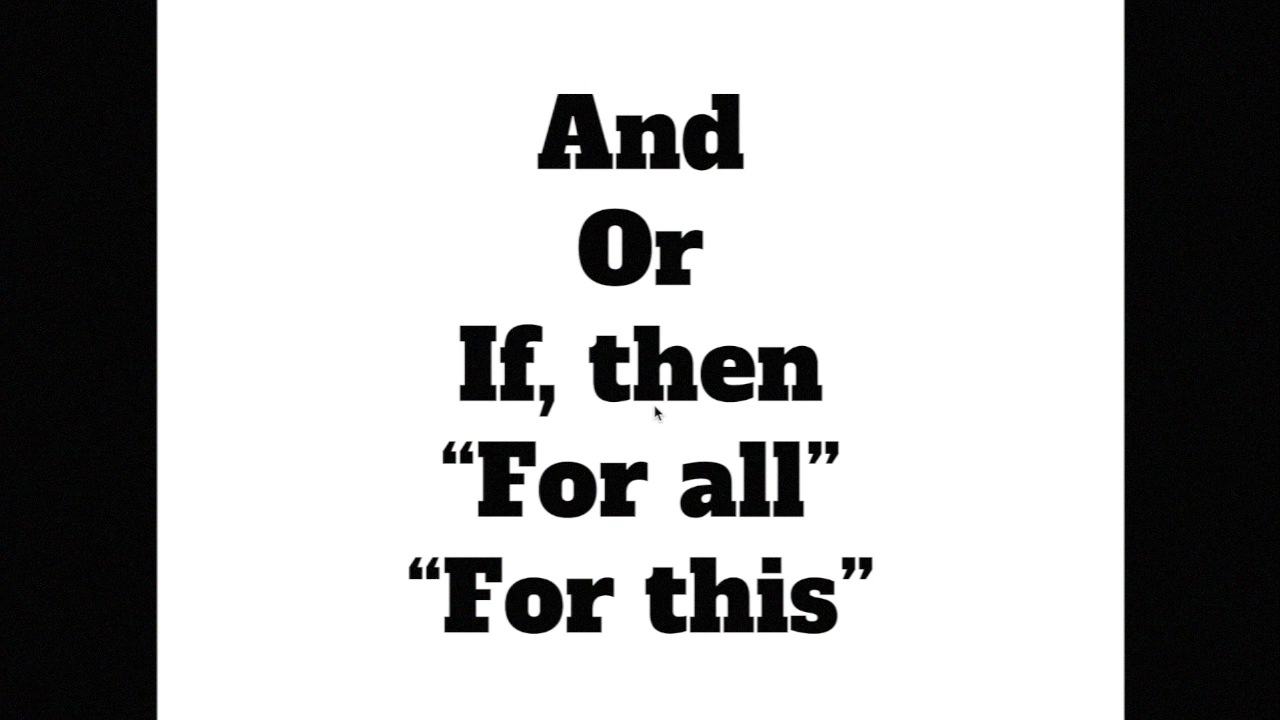 And
Or
If, then
“For all”
“For this”